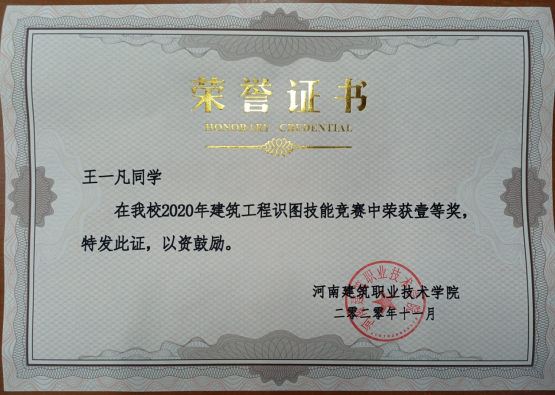 荣誉证书
HONORARY CREDENTIAL
王一凡同学
在我校2020年建筑工程识图技能竞赛中荣获壹等奖，
特发此证，以资鼓励。
河南建筑职业技术学院
二零二零年十一月